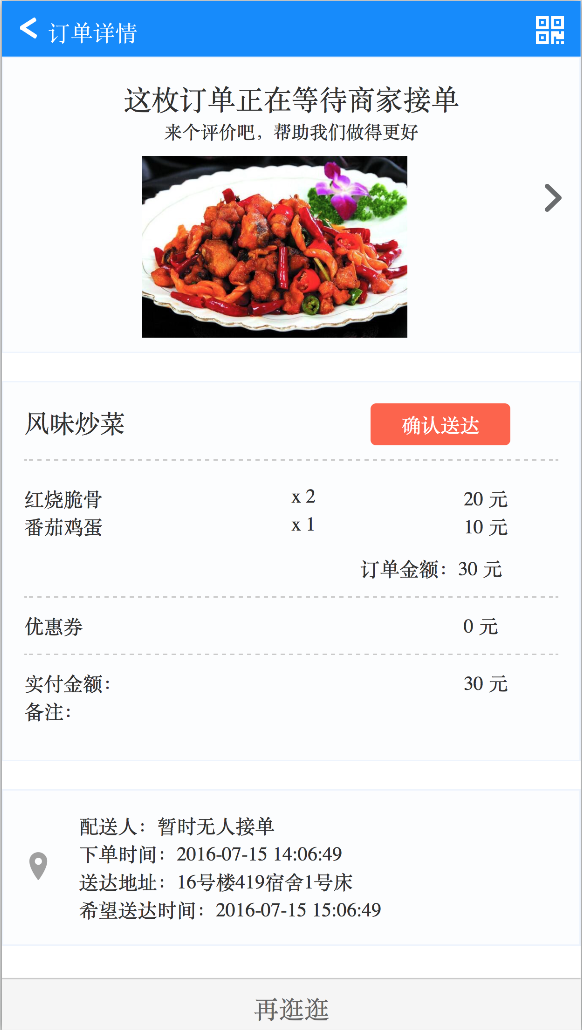 订单详情
这枚订单正在等待商家接单
来个评价吧，帮助我们做得更好
风味炒菜 确认送达
红烧脆骨 x 2 20 元
番茄鸡蛋 x 1 10 元
订单金额：30 元
优惠券 0 元
实付金额： 30 元
备注：
配送人：暂时无人接单
下单时间：2016-07-15 14:06:49
送达地址：16号楼419宿舍1号床
希望送达时间：2016-07-15 15:06:49
再逛逛